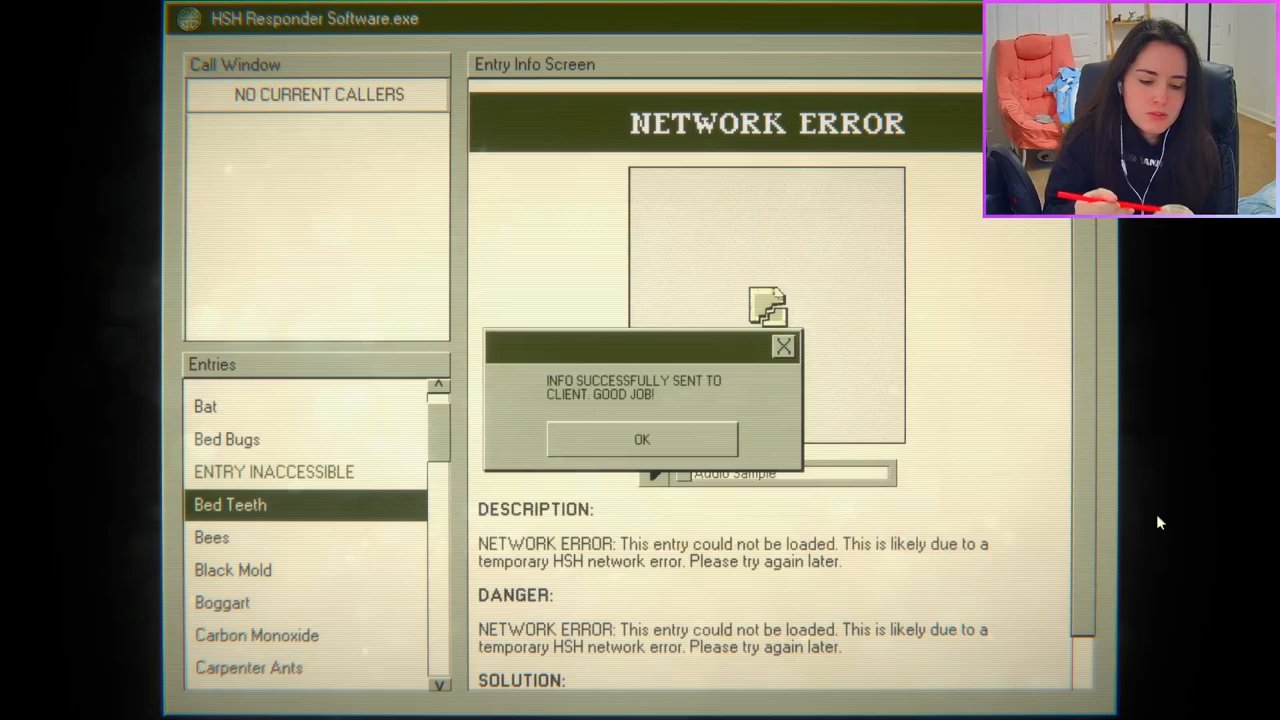 HSH Responder Software.exe
Call Window
NO CURRENT CALLERS
Entry Info Screen
NETWORK ERROR
INFO SUCCESSFULLY SENT TO
CLIENT. GOOD JOB!
OK
Audio Sample
Entries
Bat
Bed Bugs
ENTRY INACCESSIBLE
Bed Teeth
Bees
Black Mold
Boggart
Carbon Monoxide
Carpenter Ants
DESCRIPTION:
NETWORK ERROR: This entry could not be loaded. This is likely due to a
temporary HSH network error. Please try again later.
DANGER:
NETWORK ERROR: This entry could not be loaded. This is likely due to a
temporary HSH network error. Please try again later.
SOLUTION: